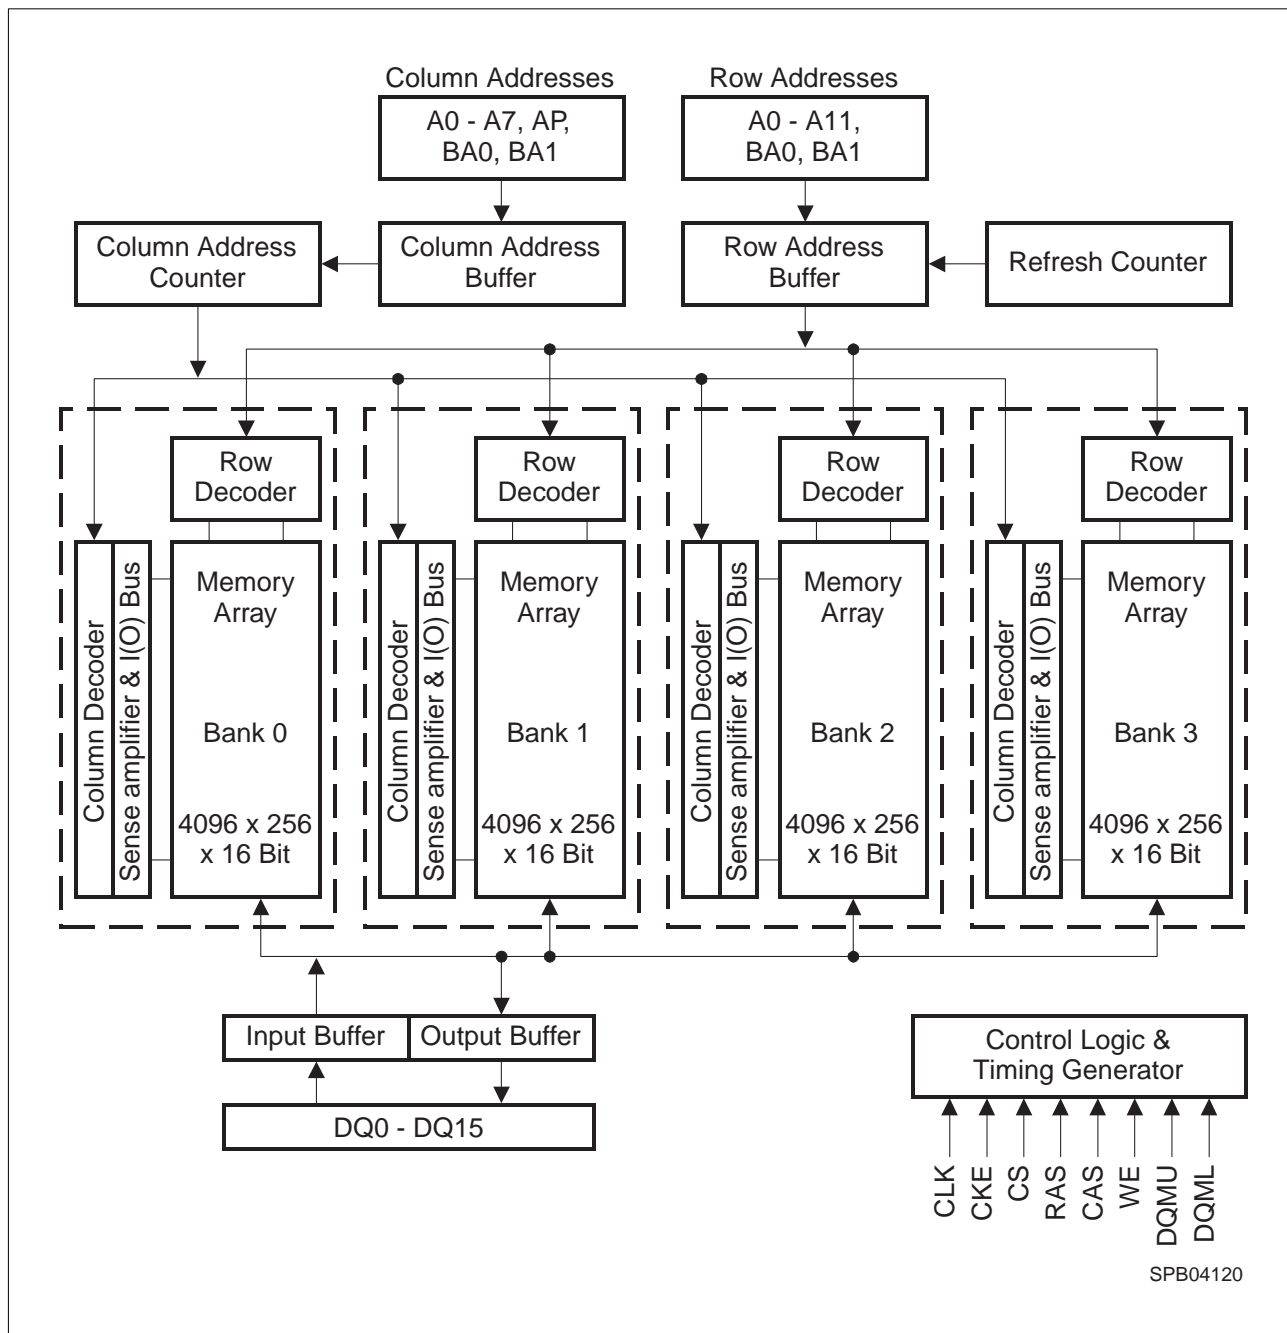 Column Addresses
Row Addresses
A0 - A7, AP,
BA0, BA1
A0 - A11,
BA0, BA1
Column Address
Counter
Column Address
Buffer
Row Address
Buffer
Refresh Counter
Row
Decoder
Row
Decoder
Row
Decoder
Row
Decoder
Column Decoder
Sense amplifier & I(O) Bus
Memory
Array
Bank 0
4096 x 256
x 16 Bit
Column Decoder
Sense amplifier & I(O) Bus
Memory
Array
Bank 1
4096 x 256
x 16 Bit
Column Decoder
Sense amplifier & I(O) Bus
Memory
Array
Bank 2
4096 x 256
x 16 Bit
Column Decoder
Sense amplifier & I(O) Bus
Memory
Array
Bank 3
4096 x 256
x 16 Bit
Input Buffer
Output Buffer
DQ0 - DQ15
Control Logic &
Timing Generator
CLK
CKE
CS
RAS
CAS
WE
DQMU
DQML
SPB04120